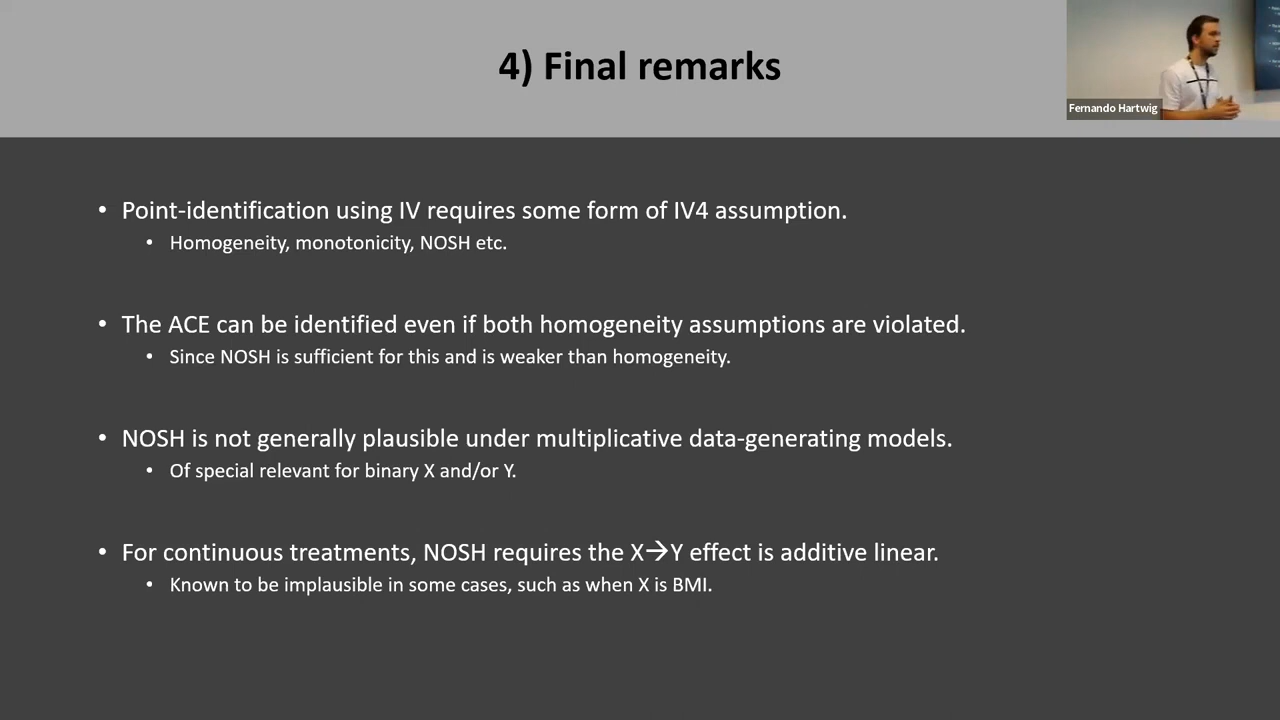 4) Final remarks
Fernando Hartwig
• Point-identification using IV requires some form of IV4 assumption.
• Homogeneity, monotonicity, NOSH etc.
• The ACE can be identified even if both homogeneity assumptions are violated.
• Since NOSH is sufficient for this and is weaker than homogeneity.
• NOSH is not generally plausible under multiplicative data-generating models.
• Of special relevant for binary X and/or Y.
• For continuous treatments, NOSH requires the X→Y effect is additive linear.
• Known to be implausible in some cases, such as when X is BMI.